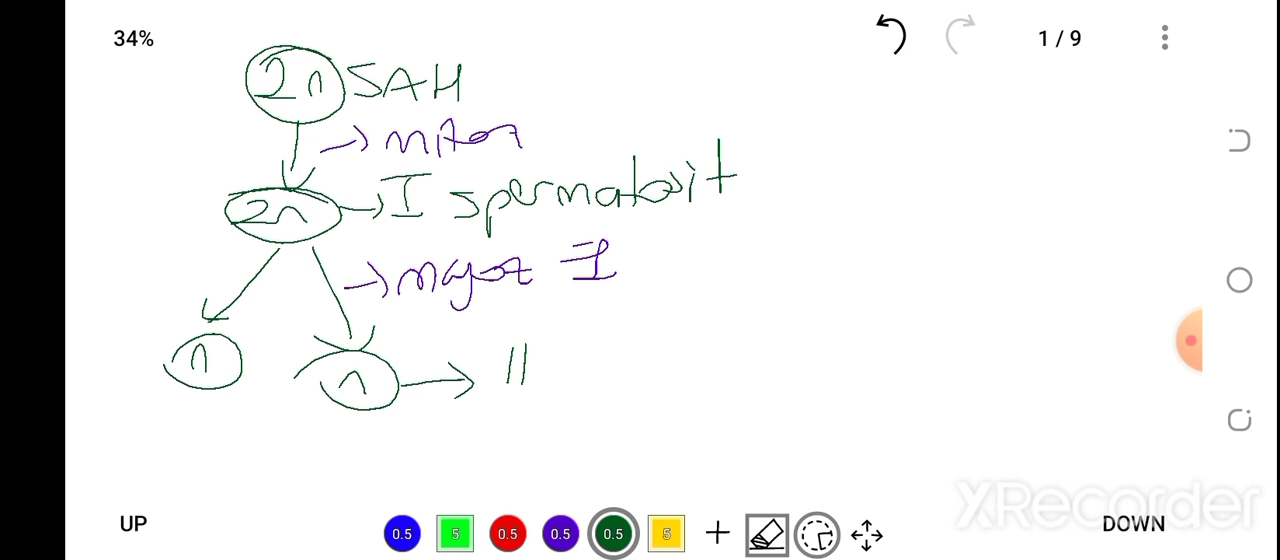 34%
1 / 9
2n SAH
→ mitoz
2n → I spermatosit
→ mayoz I
n n → II
UP
0.5 5 0.5 0.5 0.5 5
DOWN
XRecorder